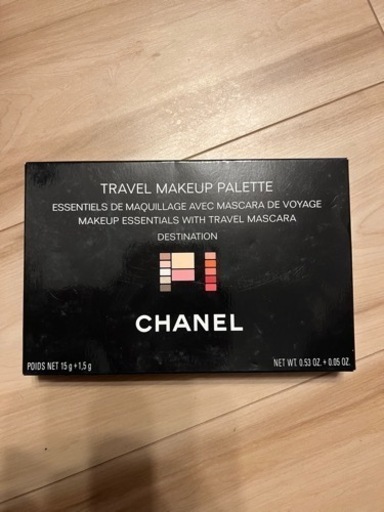 TRAVEL MAKEUP PALETTE
ESSENTIELS DE MAQUILLAGE AVEC MASCARA DE VOYAGE
MAKEUP ESSENTIALS WITH TRAVEL MASCARA
DESTINATION
CHANEL
POIDS NET 15 g + 1,5 g
NET WT. 0.53 OZ. + 0.05 OZ.